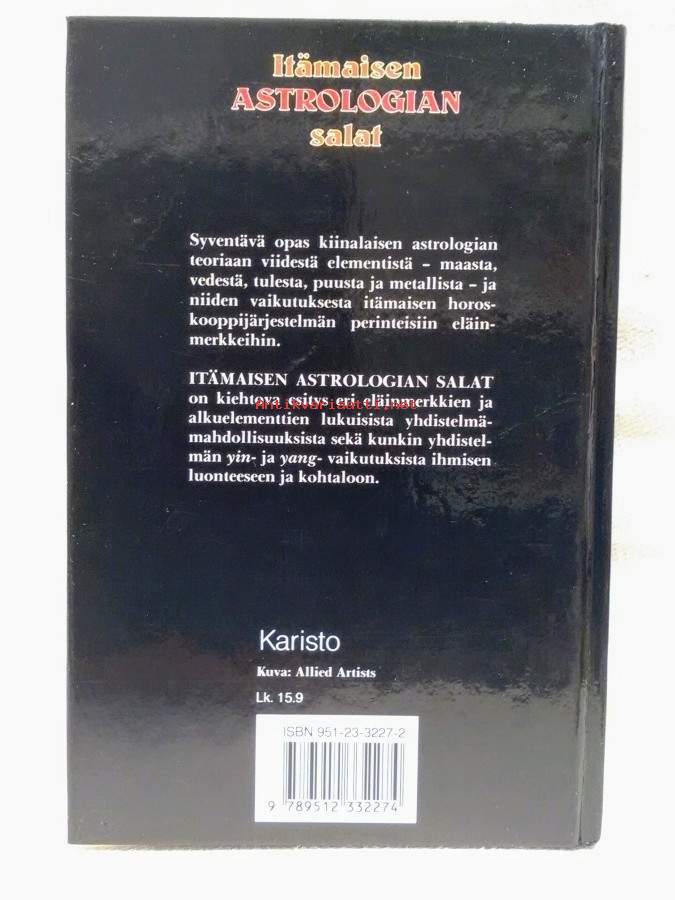 Itämaisen
ASTROLOGIAN
salat
Syventävä opas kiinalaisen astrologian
teoriaan viidestä elementistä – maasta,
vedestä, tulesta, puusta ja metallista – ja
niiden vaikutuksesta itämaisen horos-
kooppijärjestelmän perinteisiin eläin-
merkkeihin.
ITÄMAISEN ASTROLOGIAN SALAT
on kiehtova esitys eri eläinmerkkien ja
Antikvariaatti.net
alkuelementtien lukuisista yhdistelmä-
mahdollisuuksista sekä kunkin yhdistel-
män yin- ja yang- vaikutuksista ihmisen
luonteeseen ja kohtaloon.
Karisto
Kuva: Allied Artists
Lk. 15.9
ISBN 951-23-3227-2
9 789512 332274